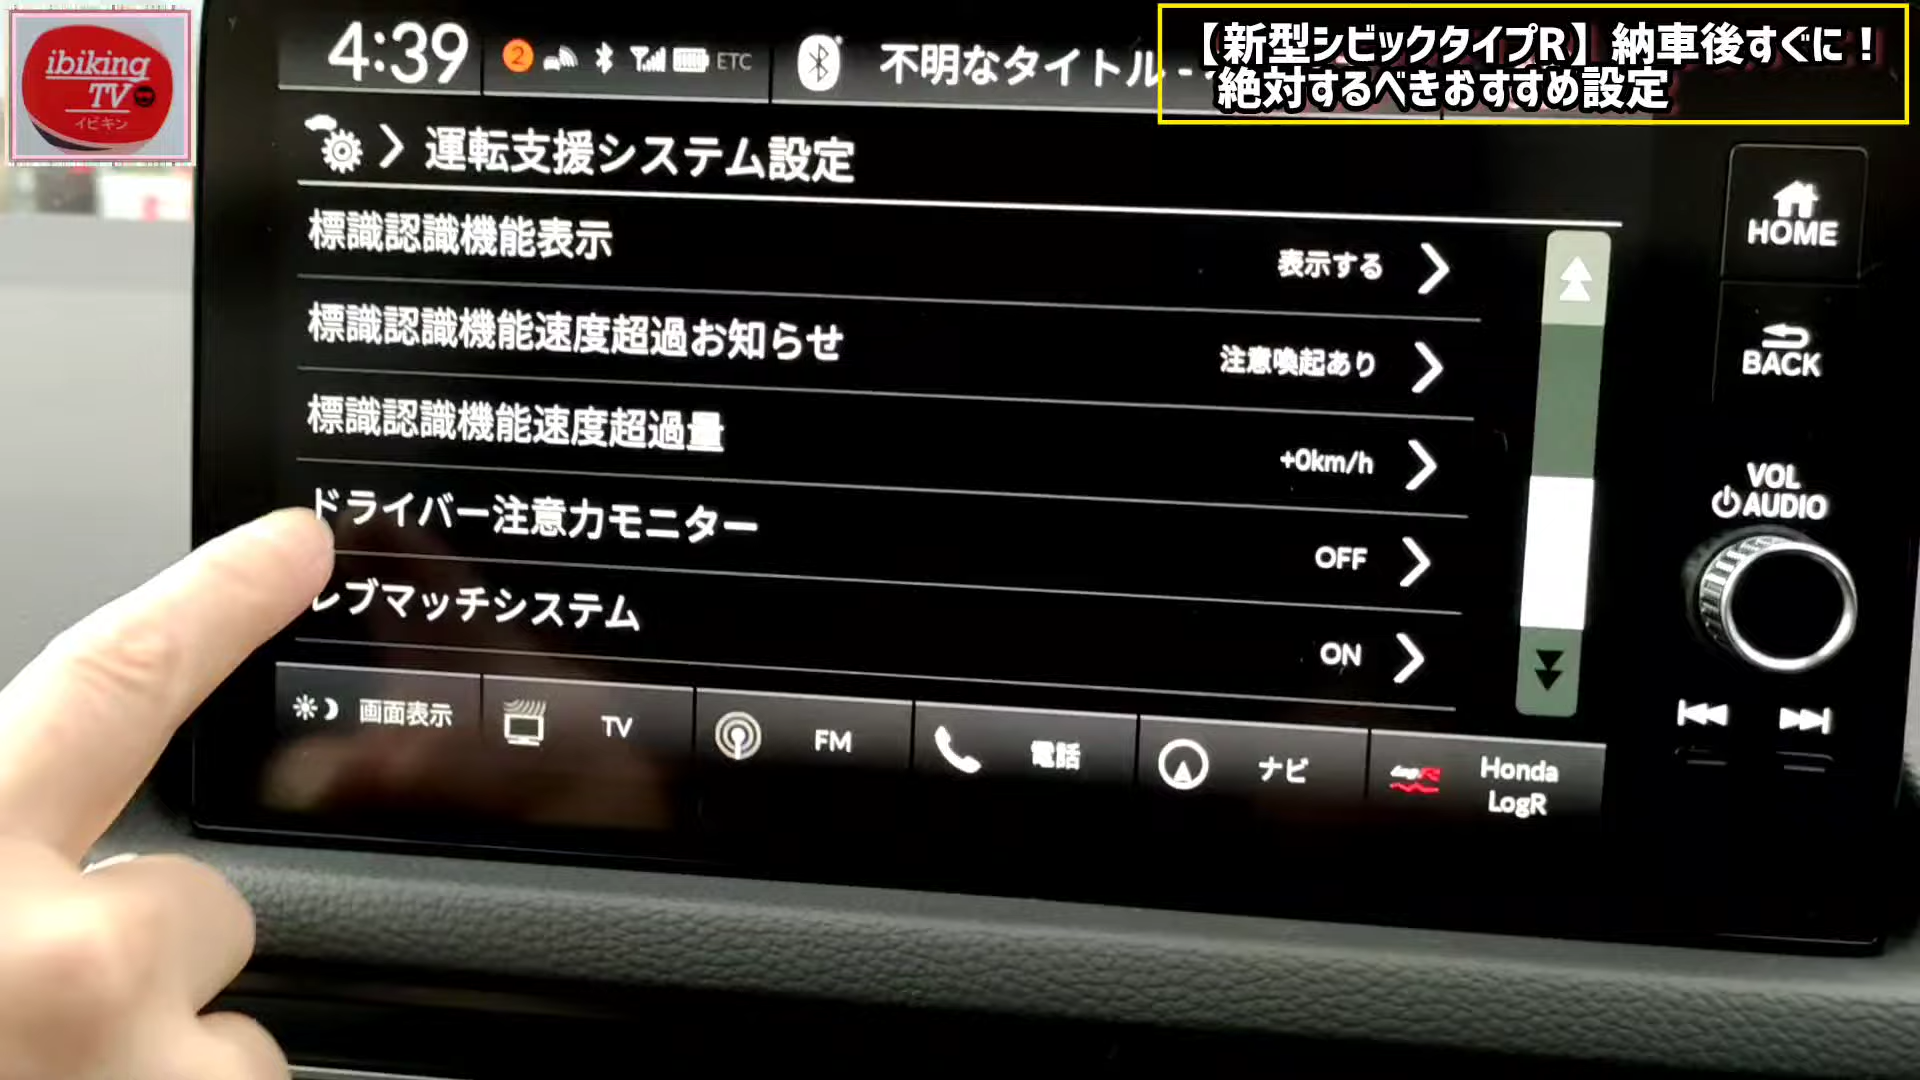 ibiking
TV
イビキン
【新型シビックタイプR】納車後すぐに！
絶対するべきおすすめ設定
4:39
2
ETC
不明なタイトル -
運転支援システム設定
標識認識機能表示
表示する
標識認識機能速度超過お知らせ
注意喚起あり
標識認識機能速度超過量
+0km/h
ドライバー注意力モニター
OFF
レブマッチシステム
ON
画面表示
TV
FM
電話
ナビ
Honda
LogR
HOME
BACK
VOL
AUDIO